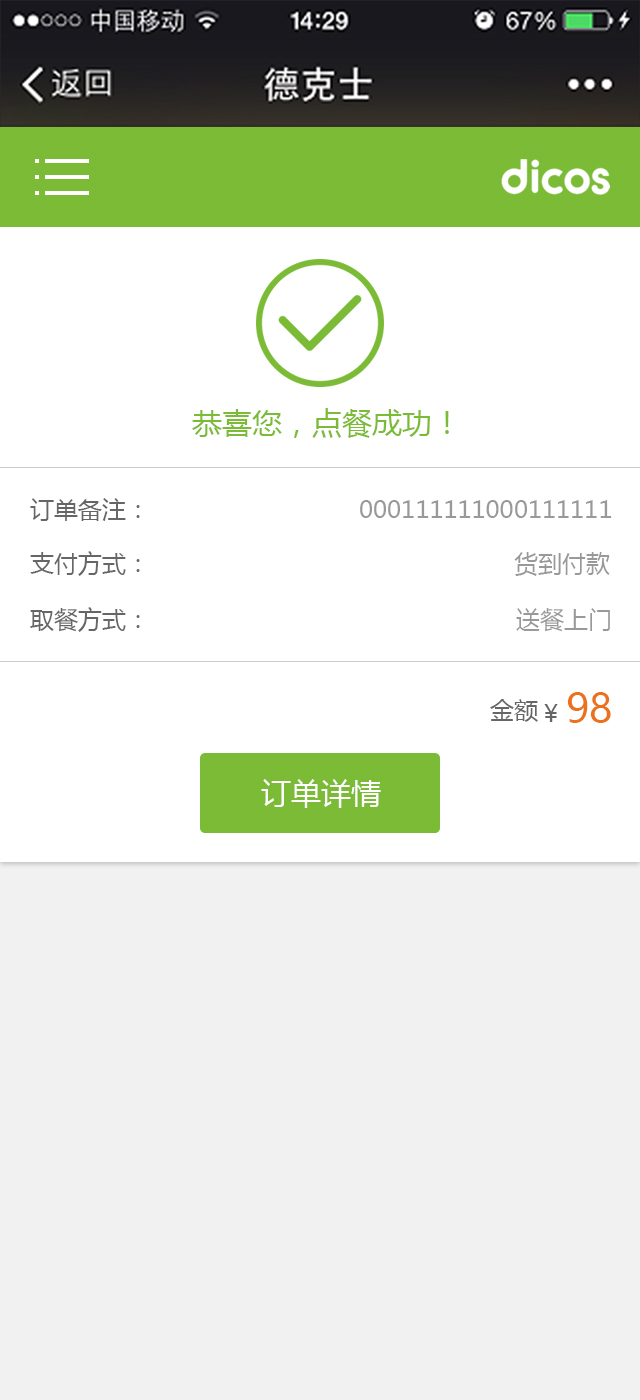 中国移动 14:29 67%
返回 德克士
dicos
恭喜您，点餐成功！
订单备注： 000111111000111111
支付方式： 货到付款
取餐方式： 送餐上门
金额 ¥ 98
订单详情